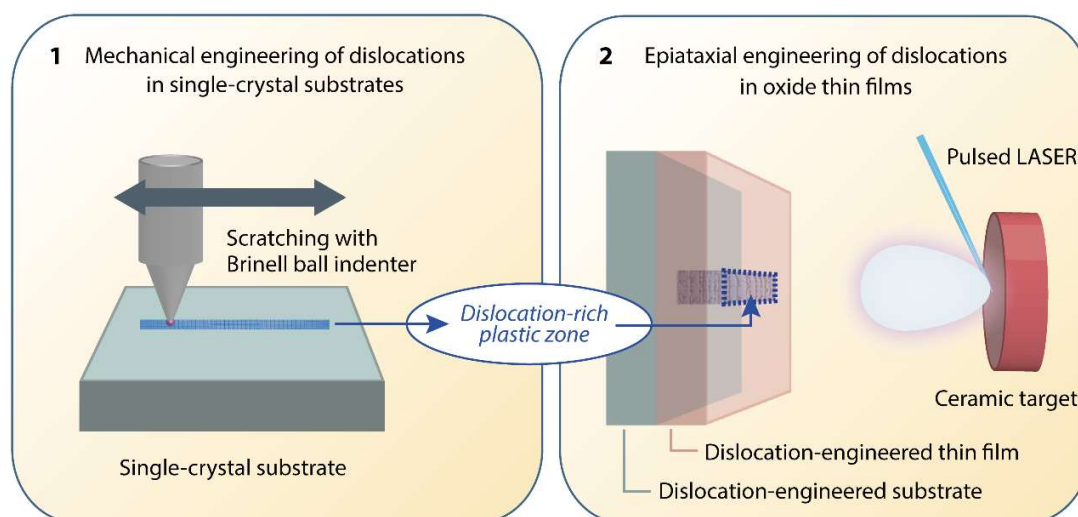 1 Mechanical engineering of dislocations
in single-crystal substrates
Scratching with
Brinell ball indenter
Single-crystal substrate
Dislocation-rich
plastic zone
2 Epiataxial engineering of dislocations
in oxide thin films
Pulsed LASER
Ceramic target
Dislocation-engineered thin film
Dislocation-engineered substrate